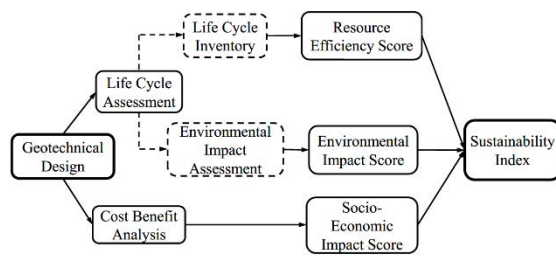 Life Cycle
Inventory
Resource
Efficiency Score
Life Cycle
Assessment
Geotechnical
Design
Environmental
Impact
Assessment
Environmental
Impact Score
Sustainability
Index
Cost Benefit
Analysis
Socio-
Economic
Impact Score